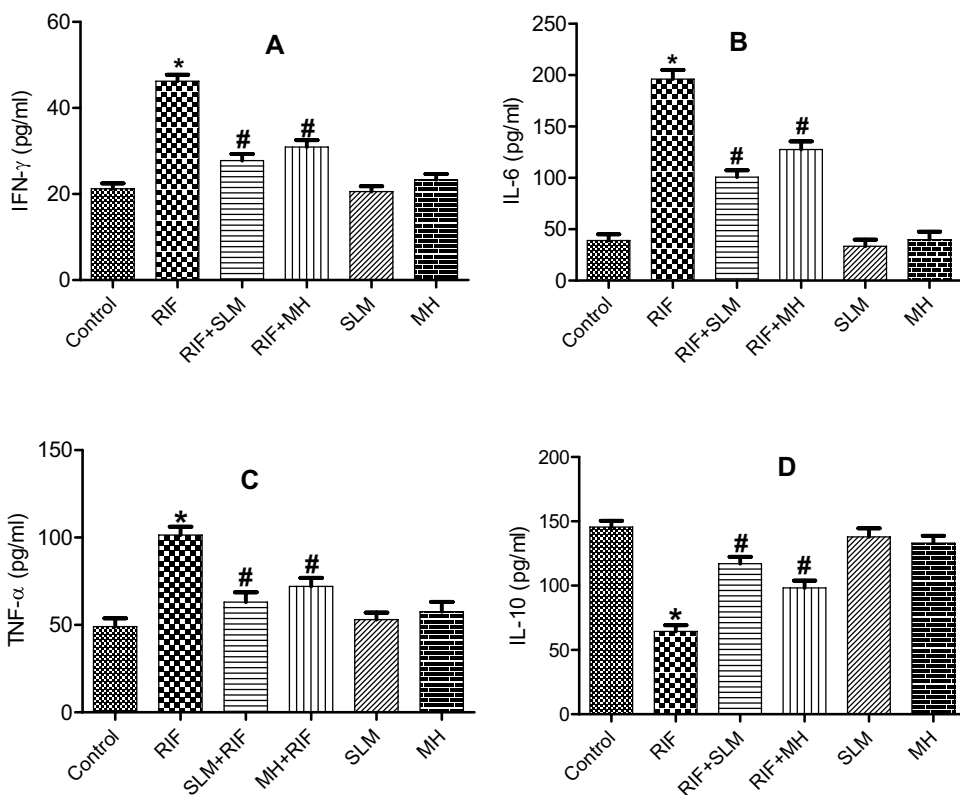 A
IFN-γ (pg/ml)
60
40
20
0
*
#
#
Control
RIF
RIF+SLM
RIF+MH
SLM
MH
B
IL-6 (pg/ml)
250
200
150
100
50
0
*
#
#
Control
RIF
RIF+SLM
RIF+MH
SLM
MH
C
TNF-α (pg/ml)
150
100
50
0
*
#
#
Control
RIF
SLM+RIF
MH+RIF
SLM
MH
D
IL-10 (pg/ml)
200
150
100
50
0
*
#
#
Control
RIF
RIF+SLM
RIF+MH
SLM
MH